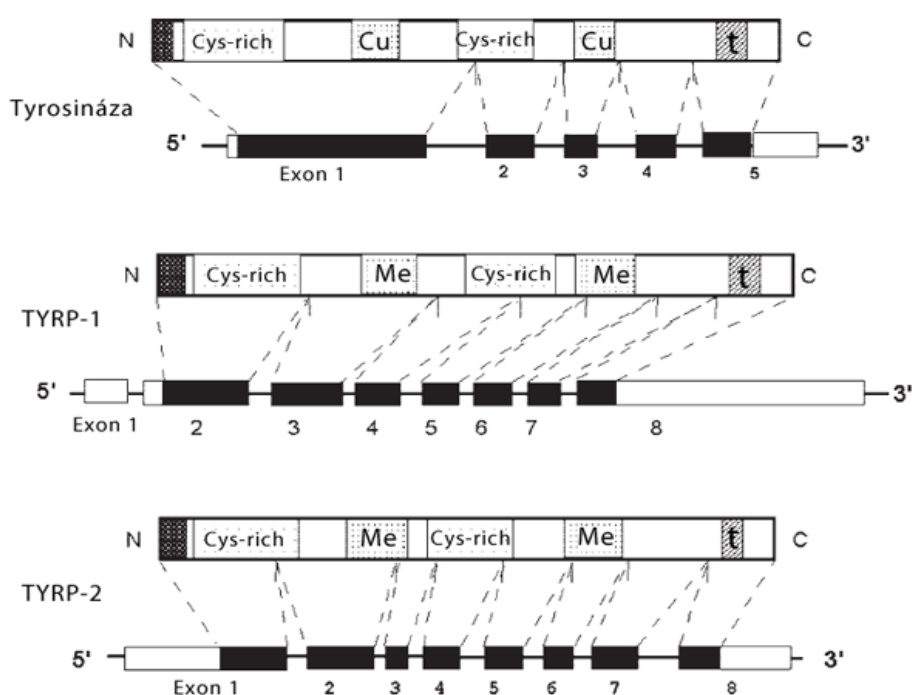 N Cys-rich Cu Cys-rich Cu t C
Tyrosináza
5' 3'
Exon 1 2 3 4 5
N Cys-rich Me Cys-rich Me t C
TYRP-1
5' 3'
Exon 1 2 3 4 5 6 7 8
N Cys-rich Me Cys-rich Me t C
TYRP-2
5' 3'
Exon 1 2 3 4 5 6 7 8